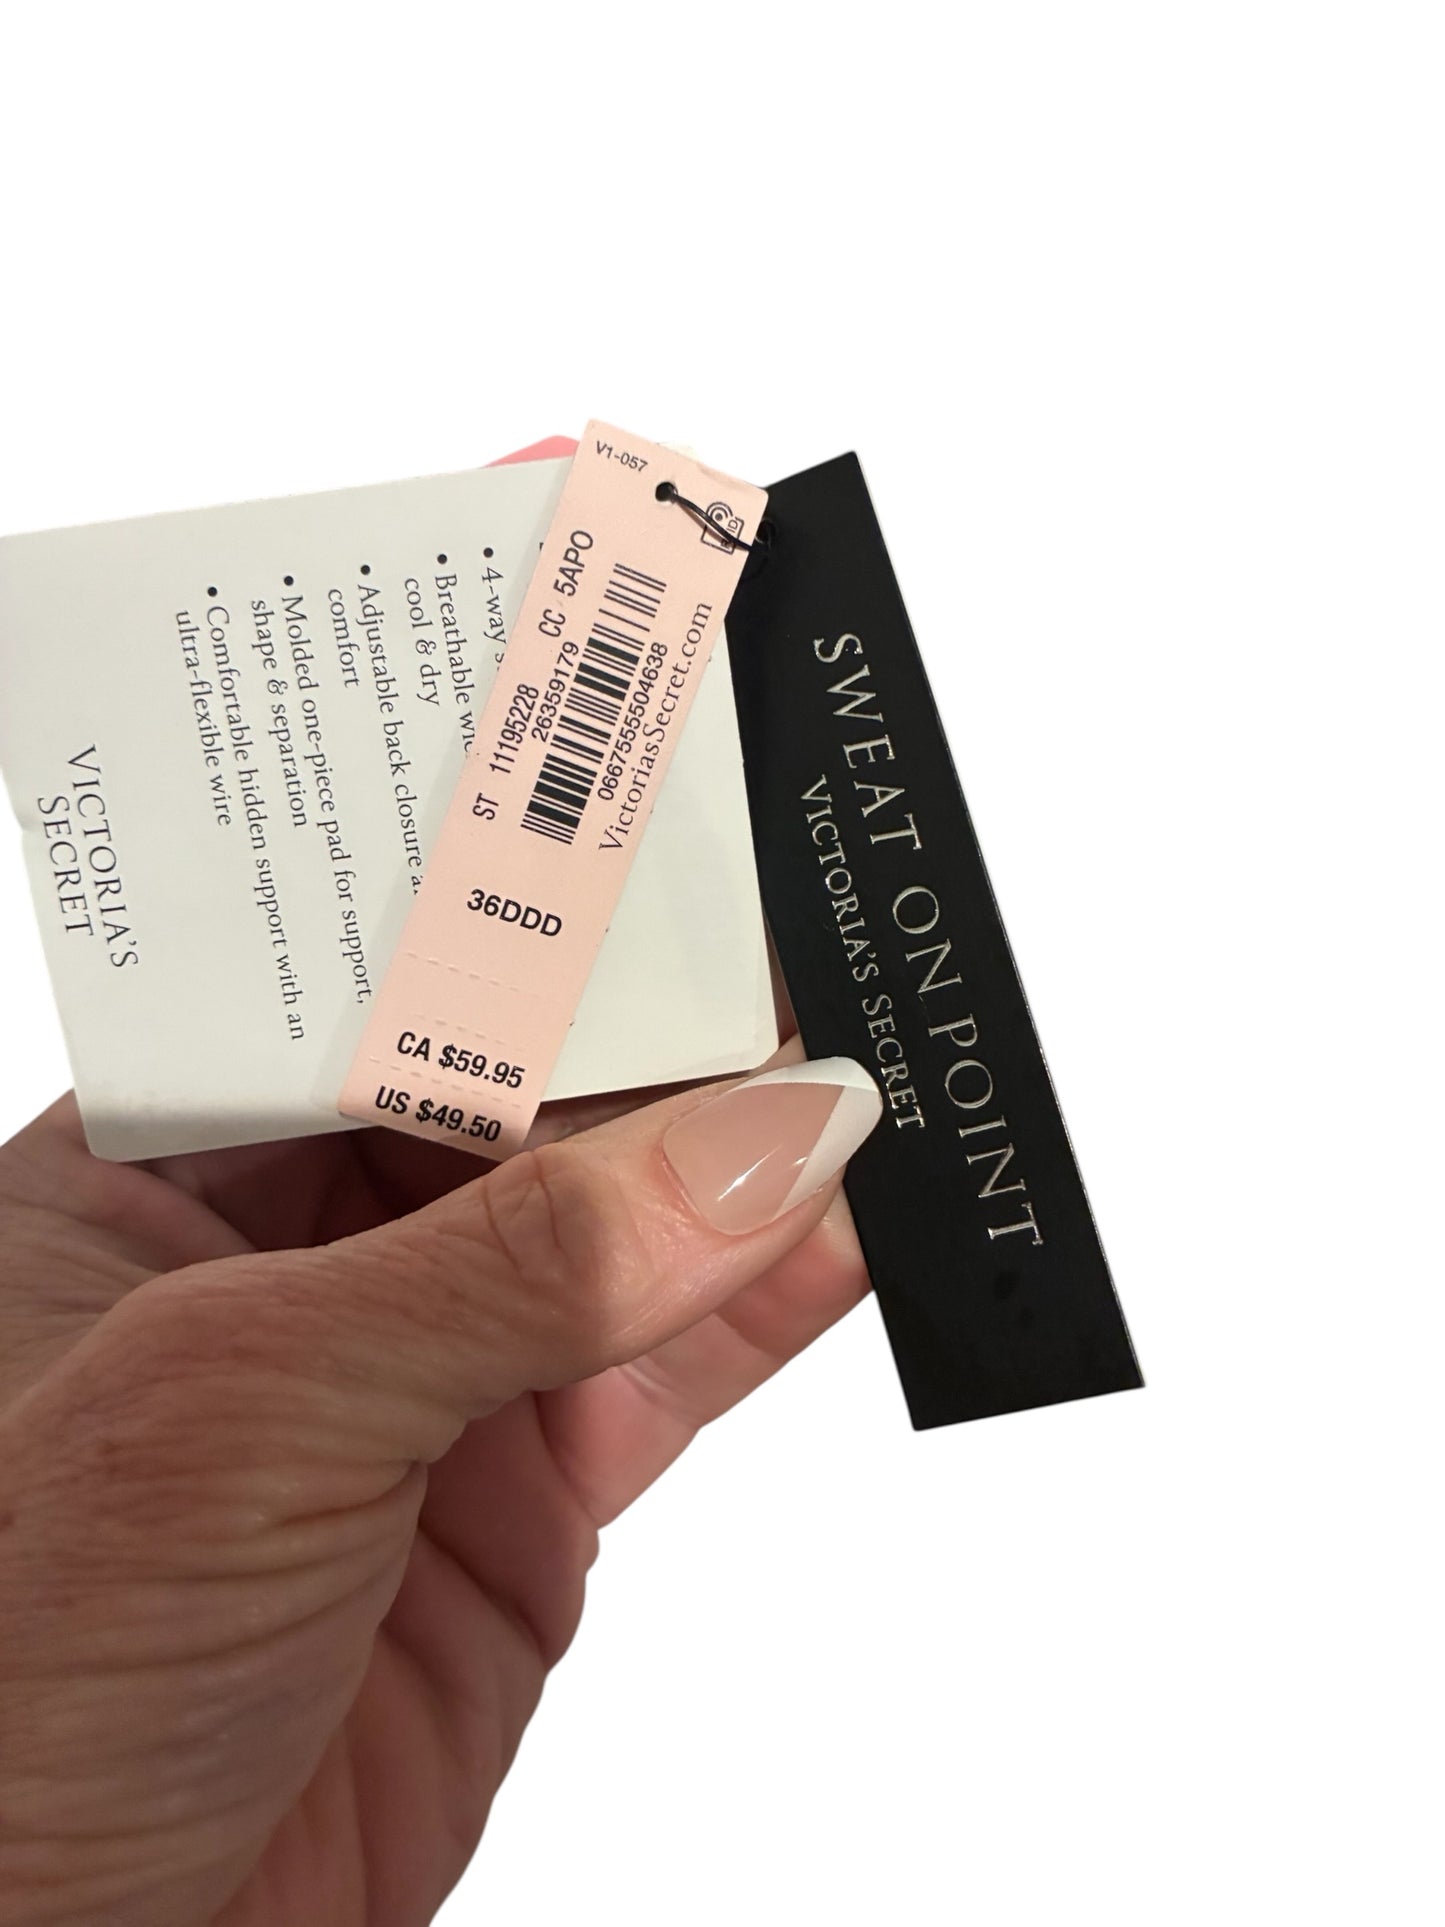 V1-057
RFID
ST 11195228 CC 5APO
26359179
0667555504638
VictoriasSecret.com
36DDD
CA $59.95
US $49.50
• 4-way
• Breathable
cool & dry
• Adjustable back closure
comfort
• Molded one-piece pad for support,
shape & separation
• Comfortable hidden support with an
ultra-flexible wire
VICTORIA'S
SECRET
SWEAT ON POINT
VICTORIA'S SECRET